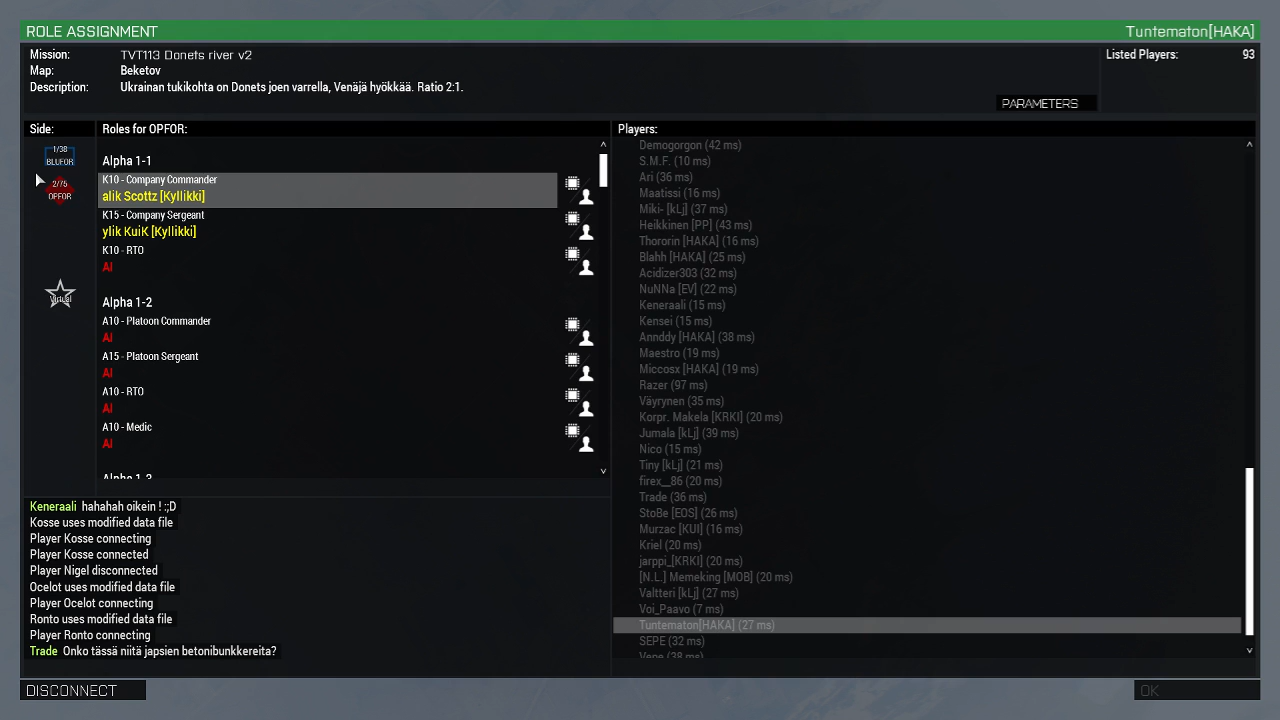 ROLE ASSIGNMENT
Tuntematon[HAKA]
Mission: TVT113 Donets river v2
Map: Beketov
Description: Ukrainan tukikohta on Donets joen varrella, Venäjä hyökkää. Ratio 2:1.
Listed Players: 93
PARAMETERS
Side:
1/38
BLUFOR
2/75
OPFOR
Virtual
Roles for OPFOR:
Alpha 1-1
K10 - Company Commander
alik Scottz [Kyllikki]
K15 - Company Sergeant
ylik KuiK [Kyllikki]
K10 - RTO
AI
Alpha 1-2
A10 - Platoon Commander
AI
A15 - Platoon Sergeant
AI
A10 - RTO
AI
A10 - Medic
AI
Alpha 1-3
Players:
Demogorgon (42 ms)
S.M.F. (10 ms)
Ari (36 ms)
Maatissi (16 ms)
Miki- [kLj] (37 ms)
Heikkinen [PP] (43 ms)
Thororin [HAKA] (16 ms)
Blahh [HAKA] (25 ms)
Acidizer303 (32 ms)
NuNNa [EV] (22 ms)
Keneraali (15 ms)
Kensei (15 ms)
Annddy [HAKA] (38 ms)
Maestro (19 ms)
Miccosx [HAKA] (19 ms)
Razer (97 ms)
Väyrynen (35 ms)
Korpr. Makela [KRKI] (20 ms)
Jumala [kLj] (39 ms)
Nico (15 ms)
Tiny [kLj] (21 ms)
firex__86 (20 ms)
Trade (36 ms)
StoBe [EOS] (26 ms)
Murzac [KUI] (16 ms)
Kriel (20 ms)
jarppi_[KRKI] (20 ms)
[N.L.] Memeking [MOB] (20 ms)
Valtteri [kLj] (27 ms)
Voi_Paavo (7 ms)
Tuntematon[HAKA] (27 ms)
SEPE (32 ms)
Vene (38 ms)
Keneraali hahahah oikein ! :;D
Kosse uses modified data file
Player Kosse connecting
Player Kosse connected
Player Nigel disconnected
Ocelot uses modified data file
Player Ocelot connecting
Ronto uses modified data file
Player Ronto connecting
Trade Onko tässä niitä japsien betonibunkkereita?
DISCONNECT
OK